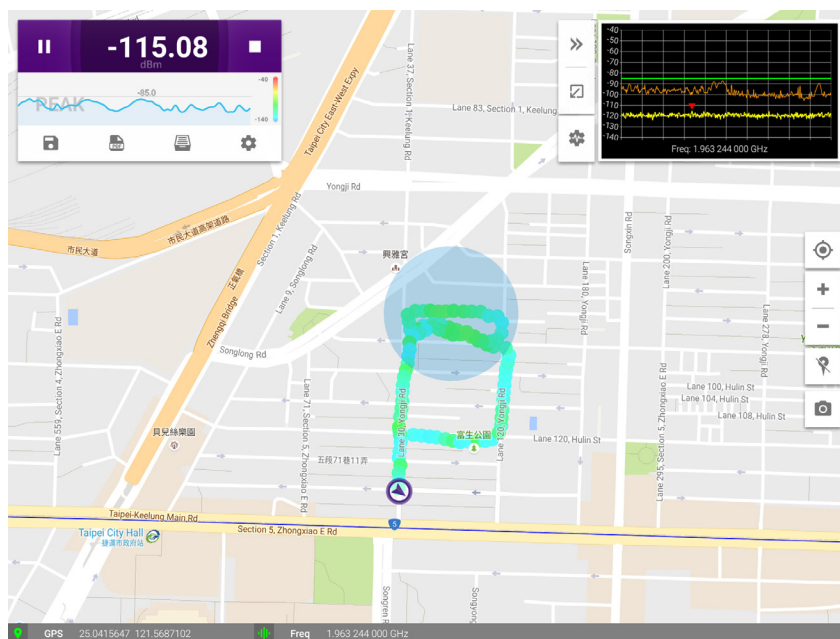 -115.08
dBm
PEAK
-85.0
-40
-140
PDF
-40
-50
-60
-70
-80
-90
-100
-110
-120
-130
-140
Freq: 1.963 244 000 GHz
Lane 37, Section 1, Keelung Rd
Lane 83, Section 1, Keelung
Taipei City East-West Expy
Yongji Rd
市民大道高架道路
市民大道
Section 1, Keelung Rd
正氣橋
Zhengqi Bridge
Lane 9, Songlong Rd
Songlong Rd
興雅宮
Songxin Rd
Lane 180, Yongji Rd
Lane 200, Yongji Rd
Lane 278, Yongji Rd
Lane 559, Section 4, Zhongxiao E Rd
Lane 71, Section 5, Zhongxiao E Rd
Lane 30, Yongji Rd
Lane 120, Yongji Rd
Lane 100, Hulin St
Lane 104, Hulin St
Lane 108, Hulin St
Lane 120, Hulin St
Lane 295, Section 5, Zhongxiao E Rd
貝兒絲樂園
富生公園
五段71巷11弄
Taipei-Keelung Main Rd
5
Section 5, Zhongxiao E Rd
Taipei City Hall
捷運市政府站
Songren Rd
Songyong
GPS 25.0415647 121.5687102 Freq 1.963 244 000 GHz